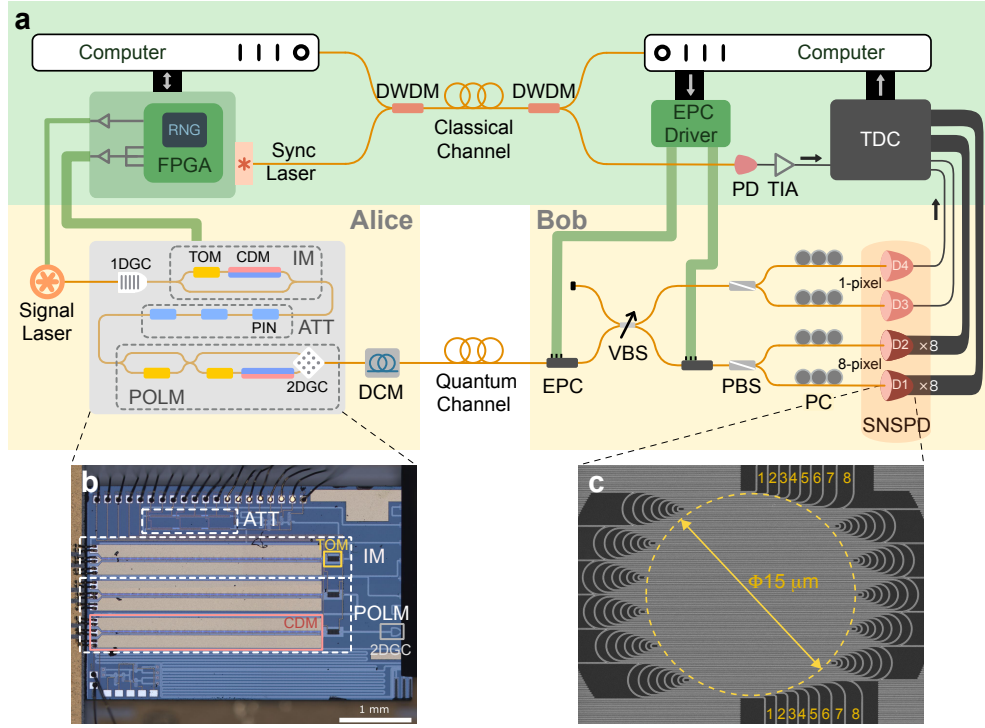 a
Computer
Computer
DWDM
DWDM
EPC
Driver
RNG
FPGA
Classical
Channel
TDC
Sync
Laser
PD
TIA
Alice
Bob
1DGC
TOM
CDM
IM
D4
1-pixel
D3
Signal
Laser
PIN
ATT
VBS
D2
×8
8-pixel
POLM
2DGC
DCM
Quantum
Channel
EPC
PBS
PC
D1
×8
SNSPD
b
ATT
TOM
IM
POLM
CDM
2DGC
1 mm
c
1 2 3 4 5 6 7 8
Φ15 μm
1 2 3 4 5 6 7 8